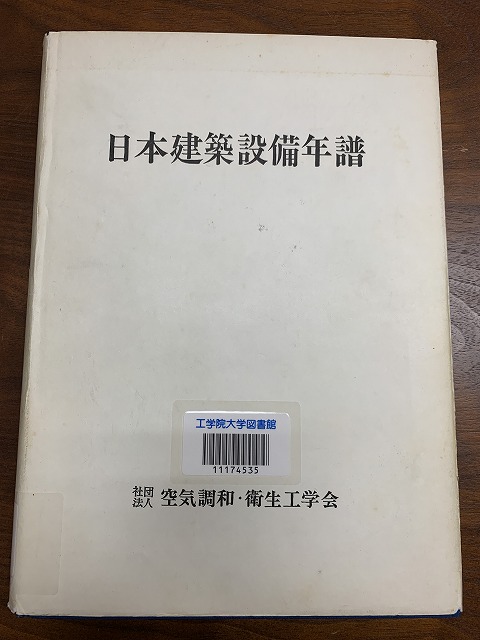 日本建築設備年譜
工学院大学図書館
11174535
社団法人 空気調和・衛生工学会